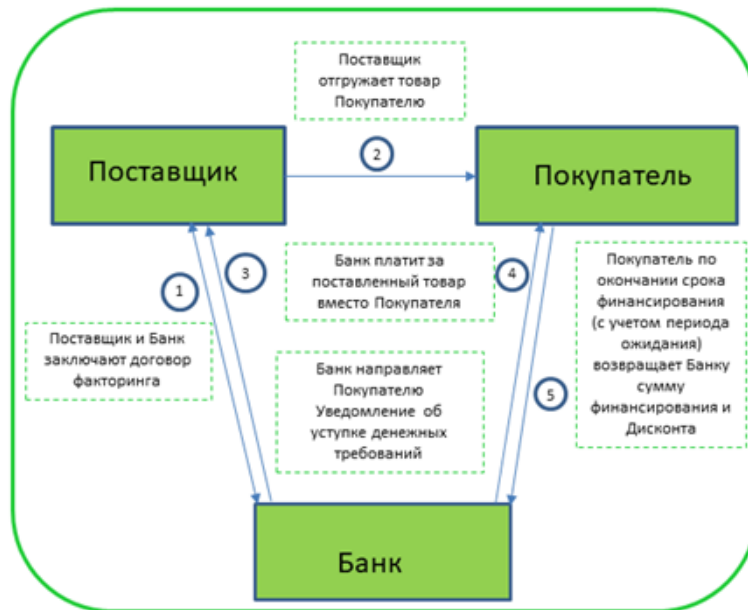 Поставщик
отгружает товар
Покупателю
2
Поставщик
Покупатель
1
3
Банк платит за
поставленный товар
вместо Покупателя
4
Покупатель по
окончании срока
финансирования
(с учетом периода
ожидания)
возвращает Банку
сумму
финансирования и
Дисконта
Поставщик и Банк
заключают договор
факторинга
Банк направляет
Покупателю
Уведомление об
уступке денежных
требований
5
Банк